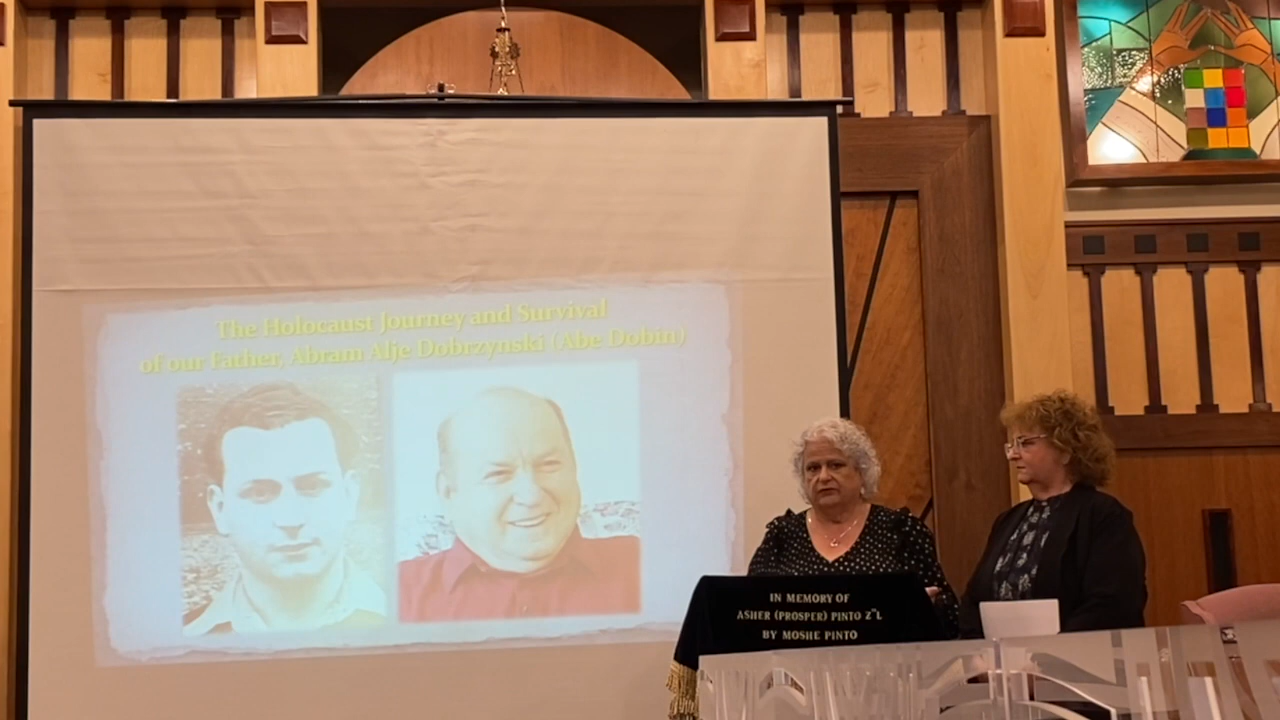 The Holocaust Journey and Survival
of our Father, Abram Alje Dobrzynski (Abe Dobin)
IN MEMORY OF
ASHER (PROSPER) PINTO Z"L
BY MOSHE PINTO